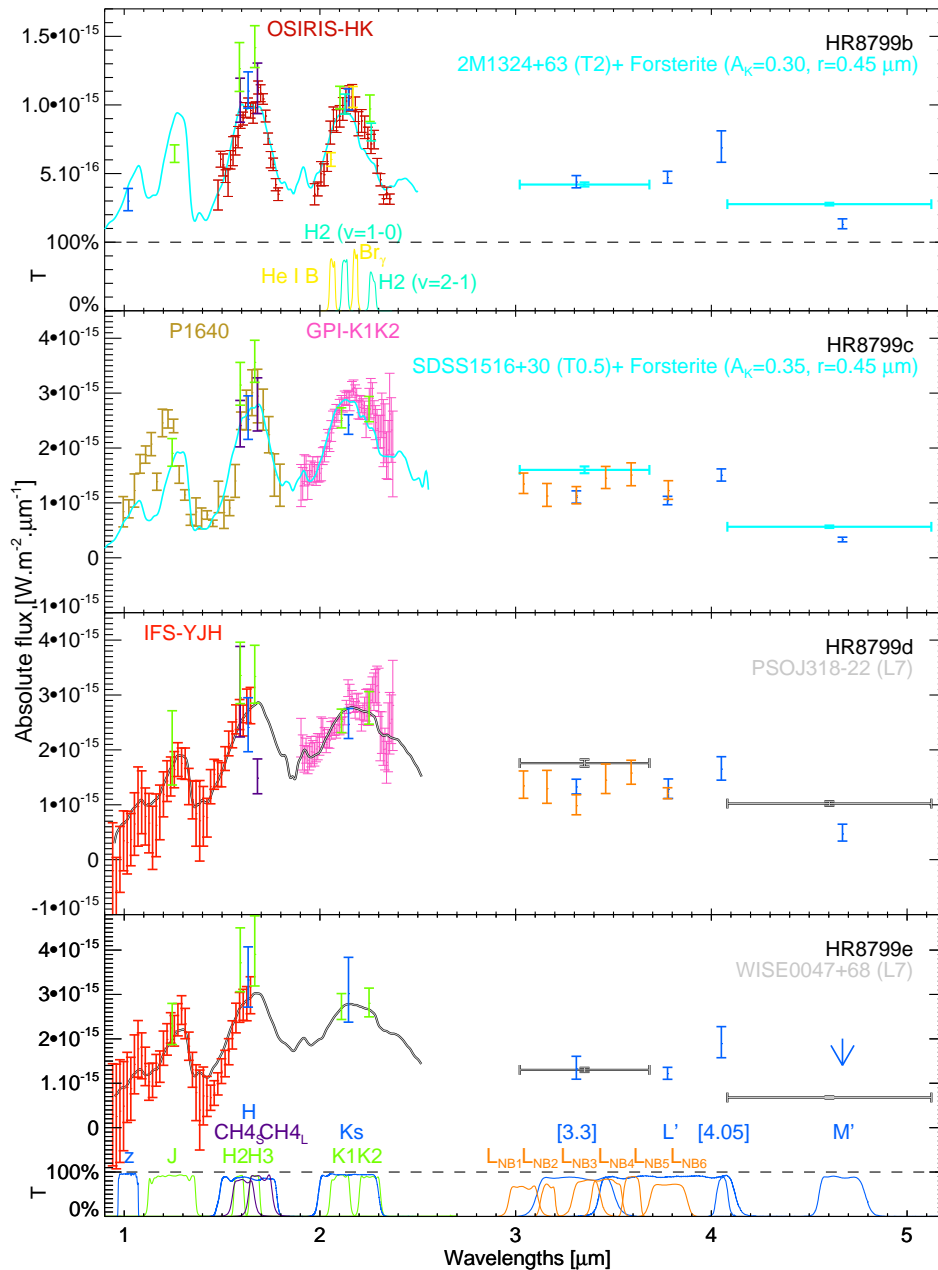 OSIRIS-HK
HR8799b
2M1324+63 (T2)+ Forsterite (A_K=0.30, r=0.45 μm)
1.5•10^-15
1.0•10^-15
5•10^-16
100%
T
0%
H2 (v=1-0)
Brγ
He I B
H2 (v=2-1)
P1640
GPI-K1K2
HR8799c
SDSS1516+30 (T0.5)+ Forsterite (A_K=0.35, r=0.45 μm)
4•10^-15
3•10^-15
2•10^-15
1•10^-15
0
-1•10^-15
Absolute flux [W.m^-2.μm^-1]
IFS-YJH
HR8799d
PSOJ318-22 (L7)
4•10^-15
3•10^-15
2•10^-15
1•10^-15
0
-1•10^-15
HR8799e
WISE0047+68 (L7)
4•10^-15
3•10^-15
2•10^-15
1•10^-15
0
H
CH4_S CH4_L
Ks
[3.3]
L'
[4.05]
M'
z
J
H2 H3
K1K2
L_NB1 L_NB2 L_NB3 L_NB4 L_NB5 L_NB6
100%
T
0%
1 2 3 4 5
Wavelengths [μm]